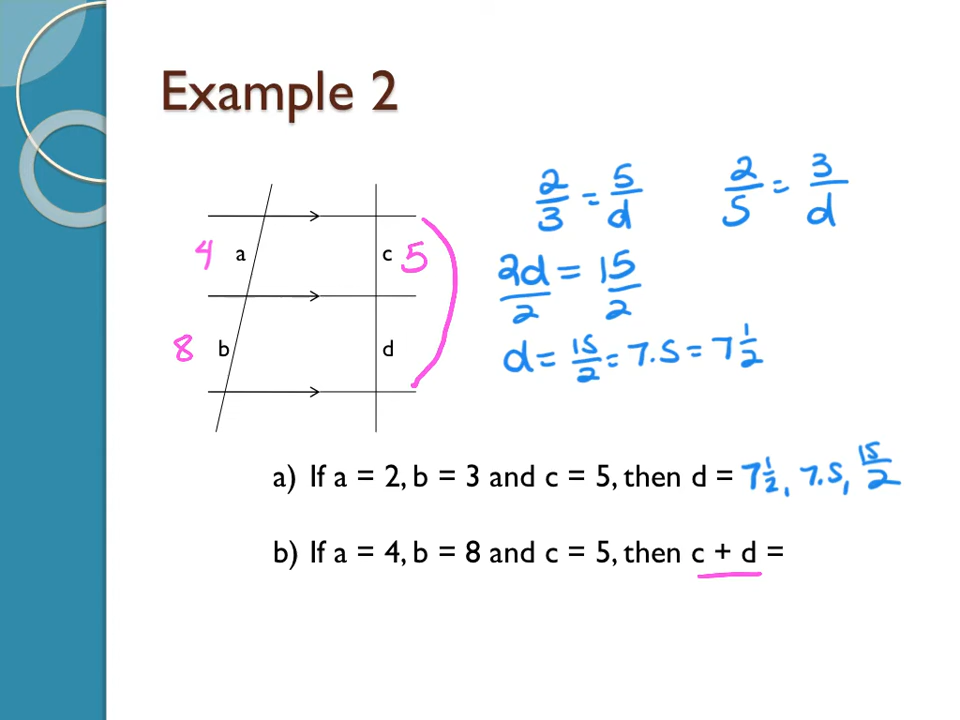 Example 2
2/3 = 5/d
2/5 = 3/d
4 a c 5
2d/2 = 15/2
8 b d
d = 15/2 = 7.5 = 7 1/2
a) If a = 2, b = 3 and c = 5, then d = 7 1/2, 7.5, 15/2
b) If a = 4, b = 8 and c = 5, then c + d =